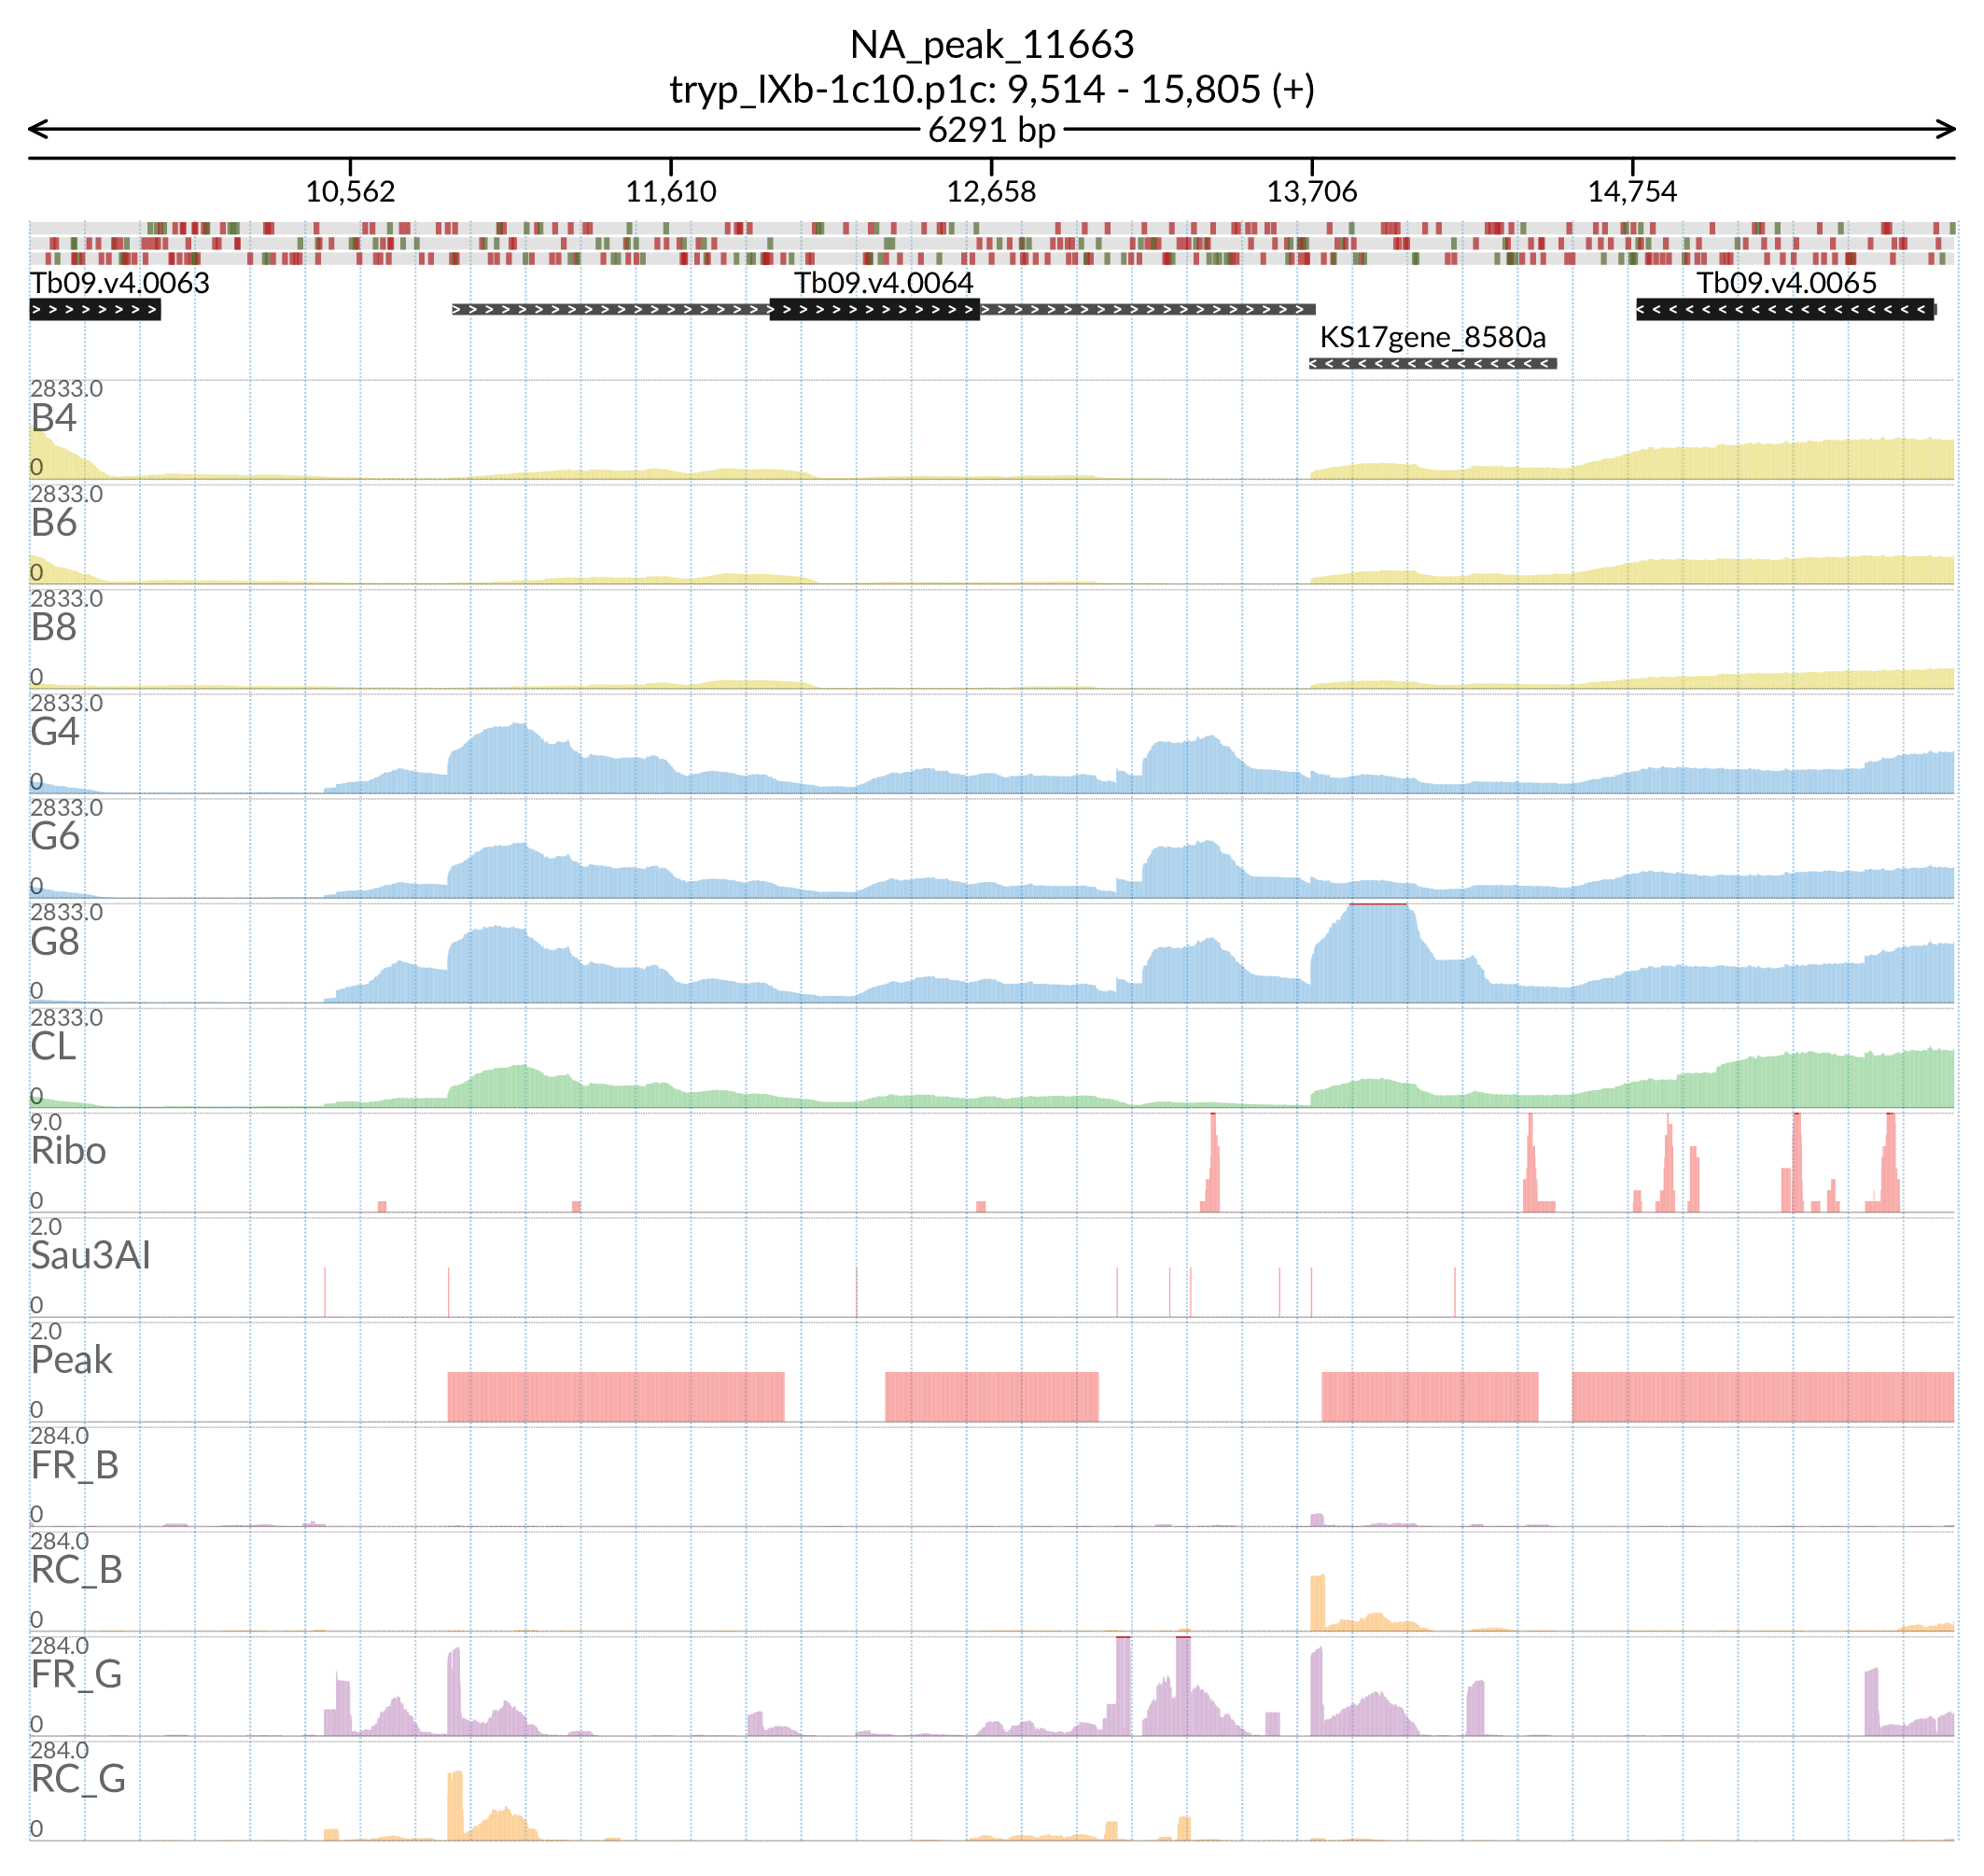 NA_peak_11663
tryp_IXb-1c10.p1c: 9,514 - 15,805 (+)
6291 bp
10,562 11,610 12,658 13,706 14,754
Tb09.v4.0063 Tb09.v4.0064 Tb09.v4.0065
KS17gene_8580a
2833.0
B4
0
2833.0
B6
0
2833.0
B8
0
2833.0
G4
0
2833.0
G6
0
2833.0
G8
0
2833.0
CL
0
9.0
Ribo
0
2.0
Sau3AI
0
2.0
Peak
0
284.0
FR_B
0
284.0
RC_B
0
284.0
FR_G
0
284.0
RC_G
0